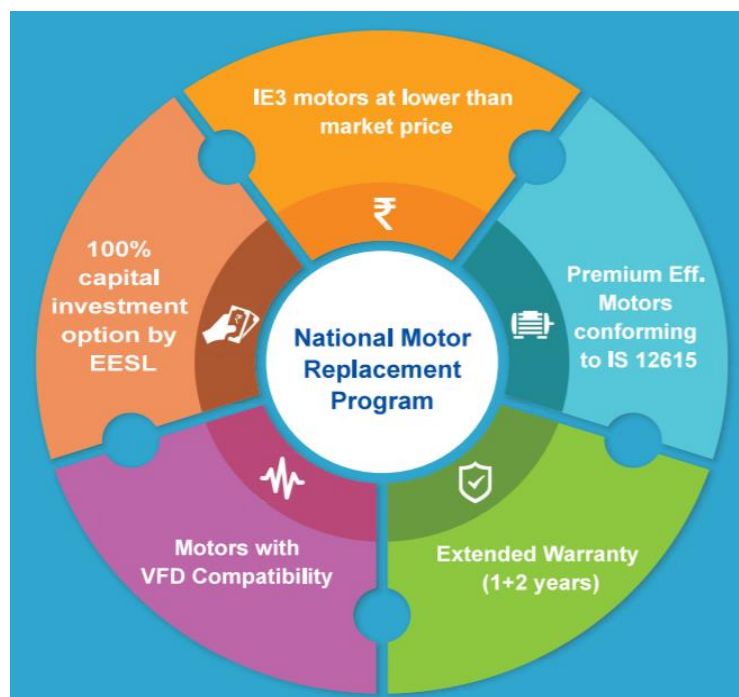 IE3 motors at lower than
market price
₹
Premium Eff.
Motors
conforming
to IS 12615
Extended Warranty
(1+2 years)
Motors with
VFD Compatibility
100%
capital
investment
option by
EESL
National Motor
Replacement
Program